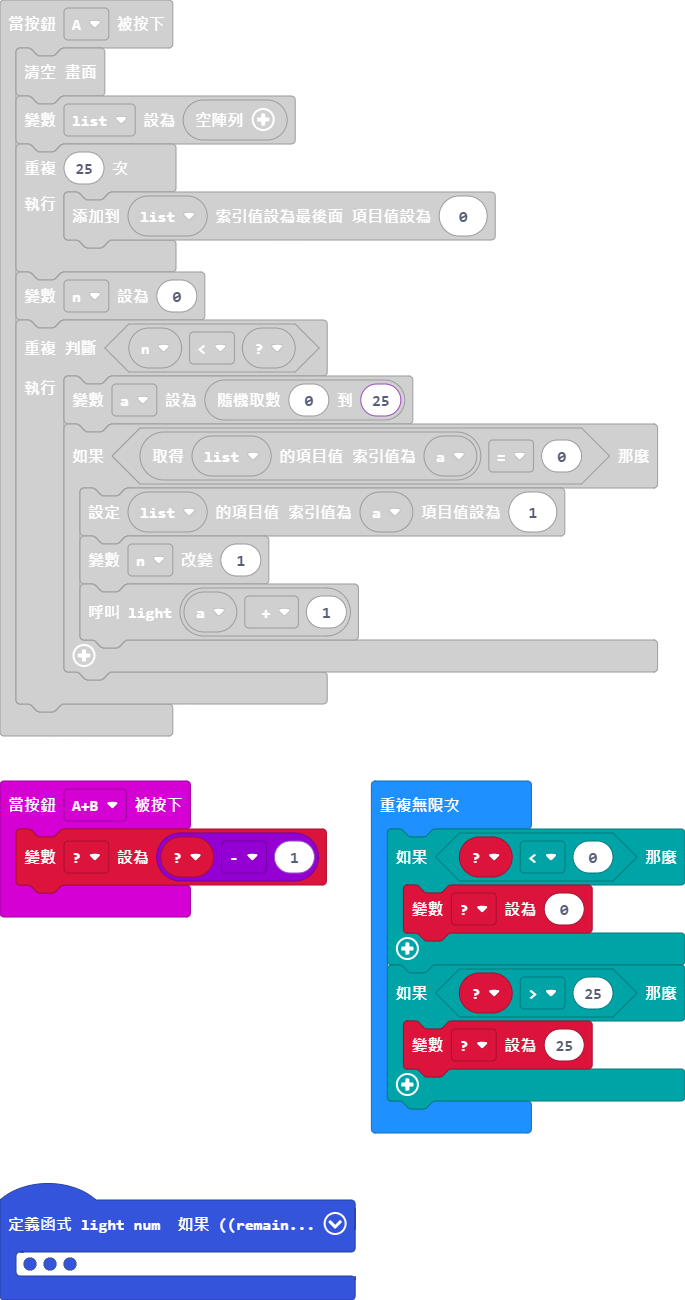 當按鈕 A 被按下
清空 畫面
變數 list 設為 空陣列
重複 25 次
執行
添加到 list 索引值設為最後面 項目值設為 0
變數 n 設為 0
重複 判斷 n < ?
執行
變數 a 設為 隨機取數 0 到 25
如果 取得 list 的項目值 索引值為 a = 0 那麼
設定 list 的項目值 索引值為 a 項目值設為 1
變數 n 改變 1
呼叫 light a + 1
當按鈕 A+B 被按下
變數 ? 設為 ? - 1
重複無限次
如果 ? < 0 那麼
變數 ? 設為 0
如果 ? > 25 那麼
變數 ? 設為 25
定義函式 light num 如果 ((remain...